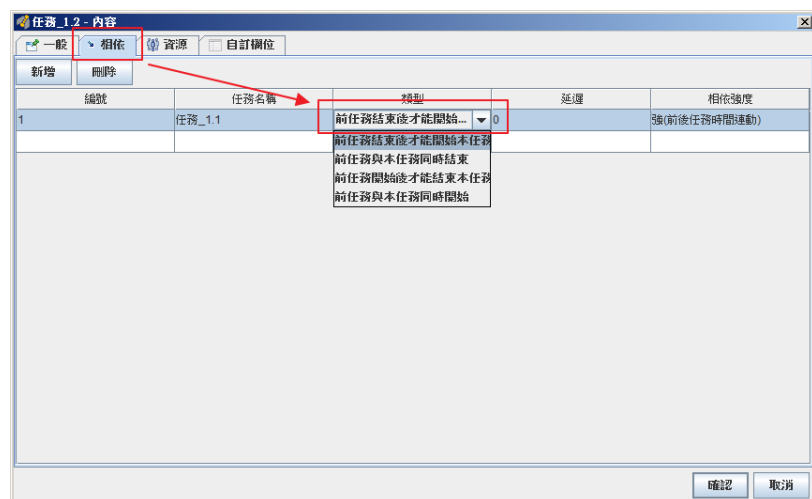 任務_1.2 - 內容
一般 相依 資源 自訂欄位
新增 刪除
編號 任務名稱 類型 延遲 相依強度
1 任務_1.1 前任務結束後才能開始... 0 強(前後任務時間連動)
前任務結束後才能開始本任務
前任務與本任務同時結束
前任務開始後才能結束本任務
前任務與本任務同時開始
確認 取消